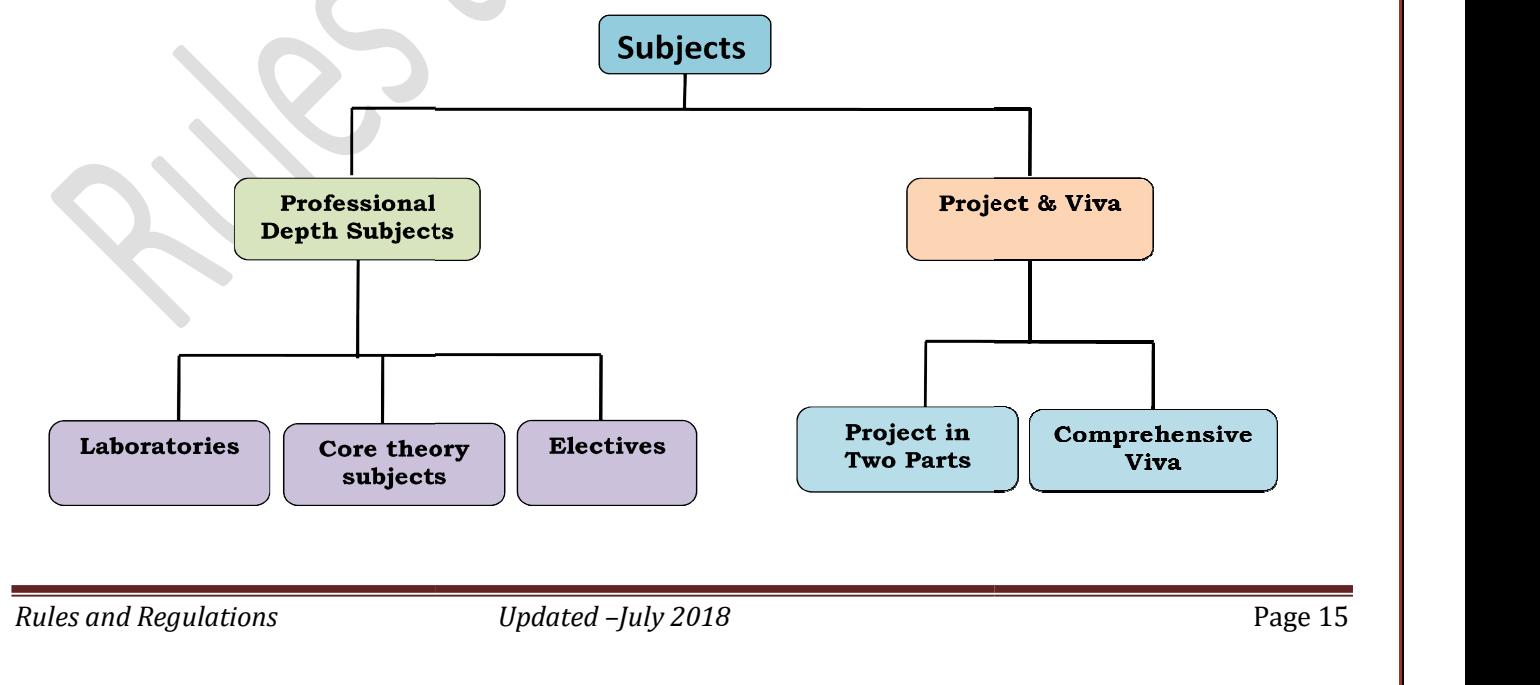 Subjects
Professional
Depth Subjects
Project & Viva
Laboratories
Core theory
subjects
Electives
Project in
Two Parts
Comprehensive
Viva
Rules and Regulations Updated –July 2018 Page 15
Rules